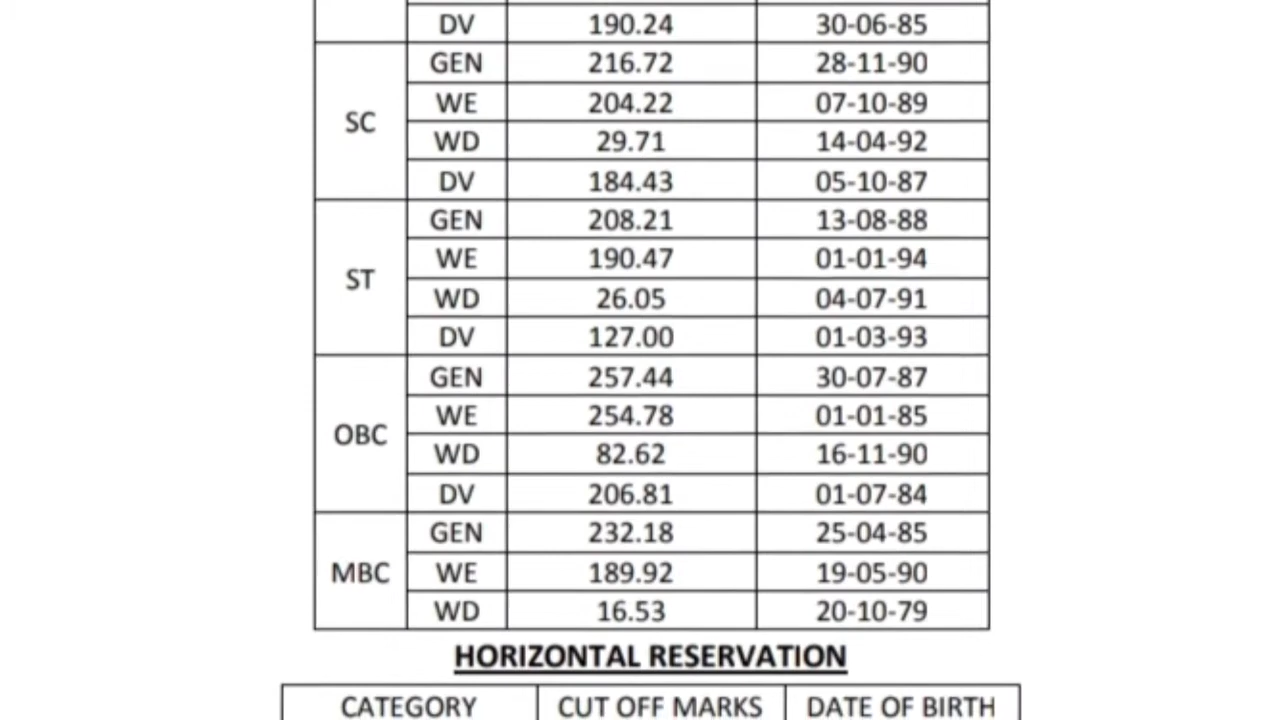 DV 190.24 30-06-85
SC
GEN 216.72 28-11-90
WE 204.22 07-10-89
WD 29.71 14-04-92
DV 184.43 05-10-87
ST
GEN 208.21 13-08-88
WE 190.47 01-01-94
WD 26.05 04-07-91
DV 127.00 01-03-93
OBC
GEN 257.44 30-07-87
WE 254.78 01-01-85
WD 82.62 16-11-90
DV 206.81 01-07-84
MBC
GEN 232.18 25-04-85
WE 189.92 19-05-90
WD 16.53 20-10-79
HORIZONTAL RESERVATION
CATEGORY CUT OFF MARKS DATE OF BIRTH